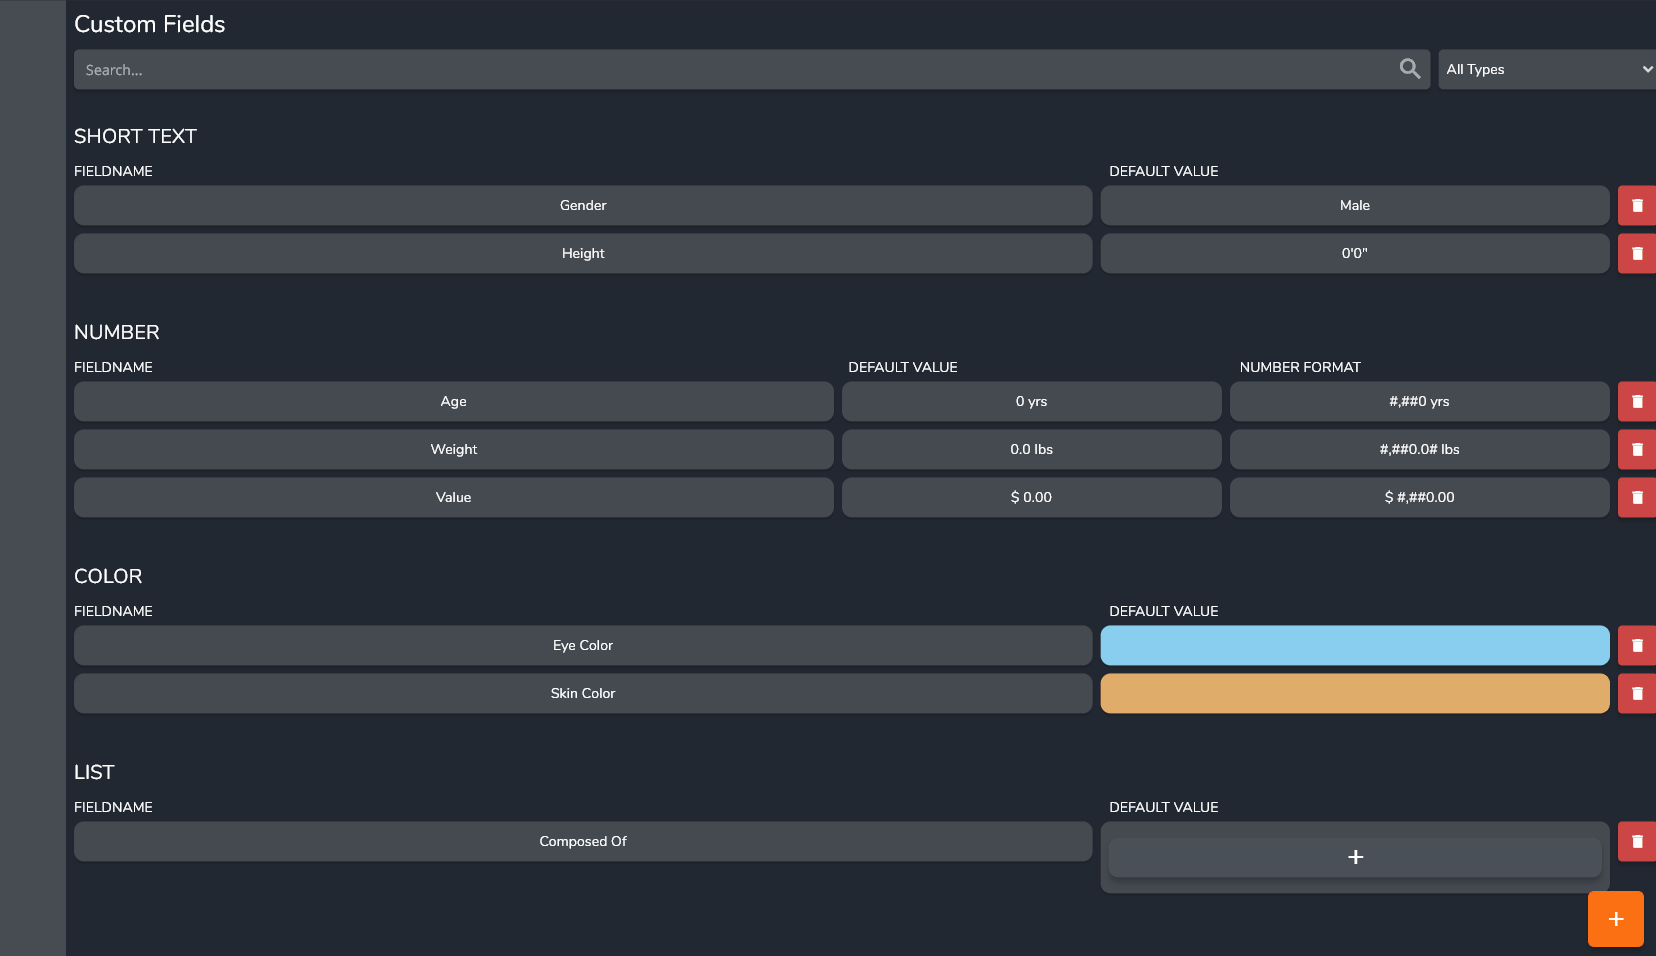 Custom Fields
Search...
All Types
SHORT TEXT
FIELDNAME DEFAULT VALUE
Gender Male
Height 0'0"
NUMBER
FIELDNAME DEFAULT VALUE NUMBER FORMAT
Age 0 yrs #,##0 yrs
Weight 0.0 lbs #,##0.0# lbs
Value $ 0.00 $ #,##0.00
COLOR
FIELDNAME DEFAULT VALUE
Eye Color
Skin Color
LIST
FIELDNAME DEFAULT VALUE
Composed Of +
+